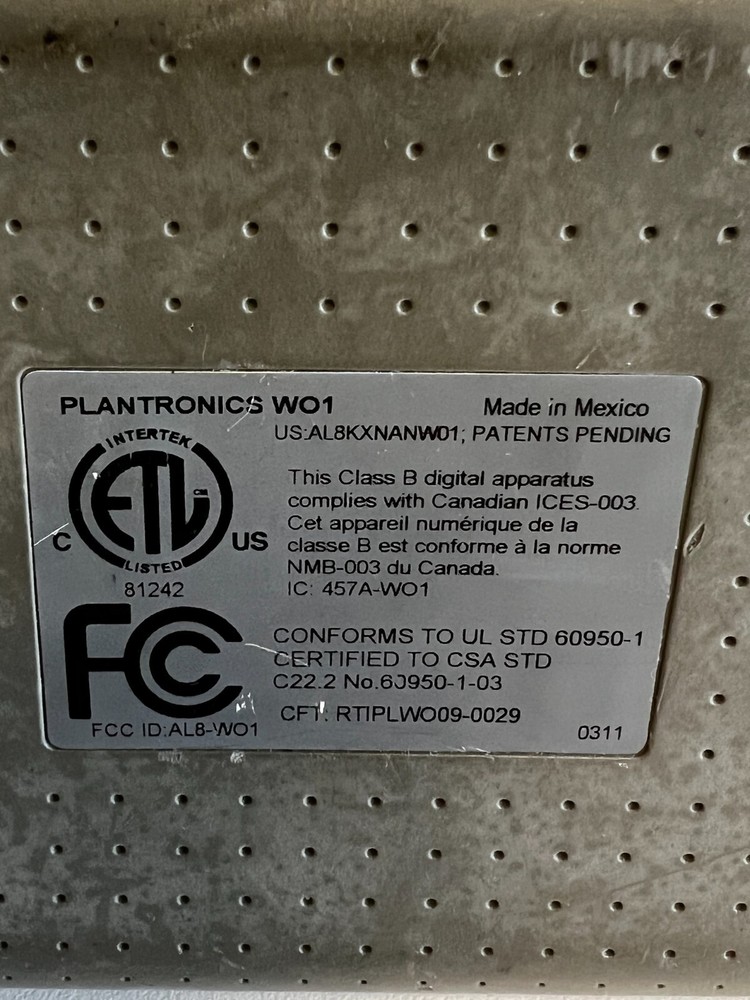 PLANTRONICS WO1
Made in Mexico
US:AL8KXNANW01; PATENTS PENDING
INTERTEK
ETL
CM
LISTED
C
US
81242
This Class B digital apparatus
complies with Canadian ICES-003.
Cet appareil numérique de la
classe B est conforme à la norme
NMB-003 du Canada.
IC: 457A-WO1
FC
CONFORMS TO UL STD 60950-1
CERTIFIED TO CSA STD
C22.2 No.60950-1-03
CFT: RTIPLWO09-0029
FCC ID:AL8-WO1
0311